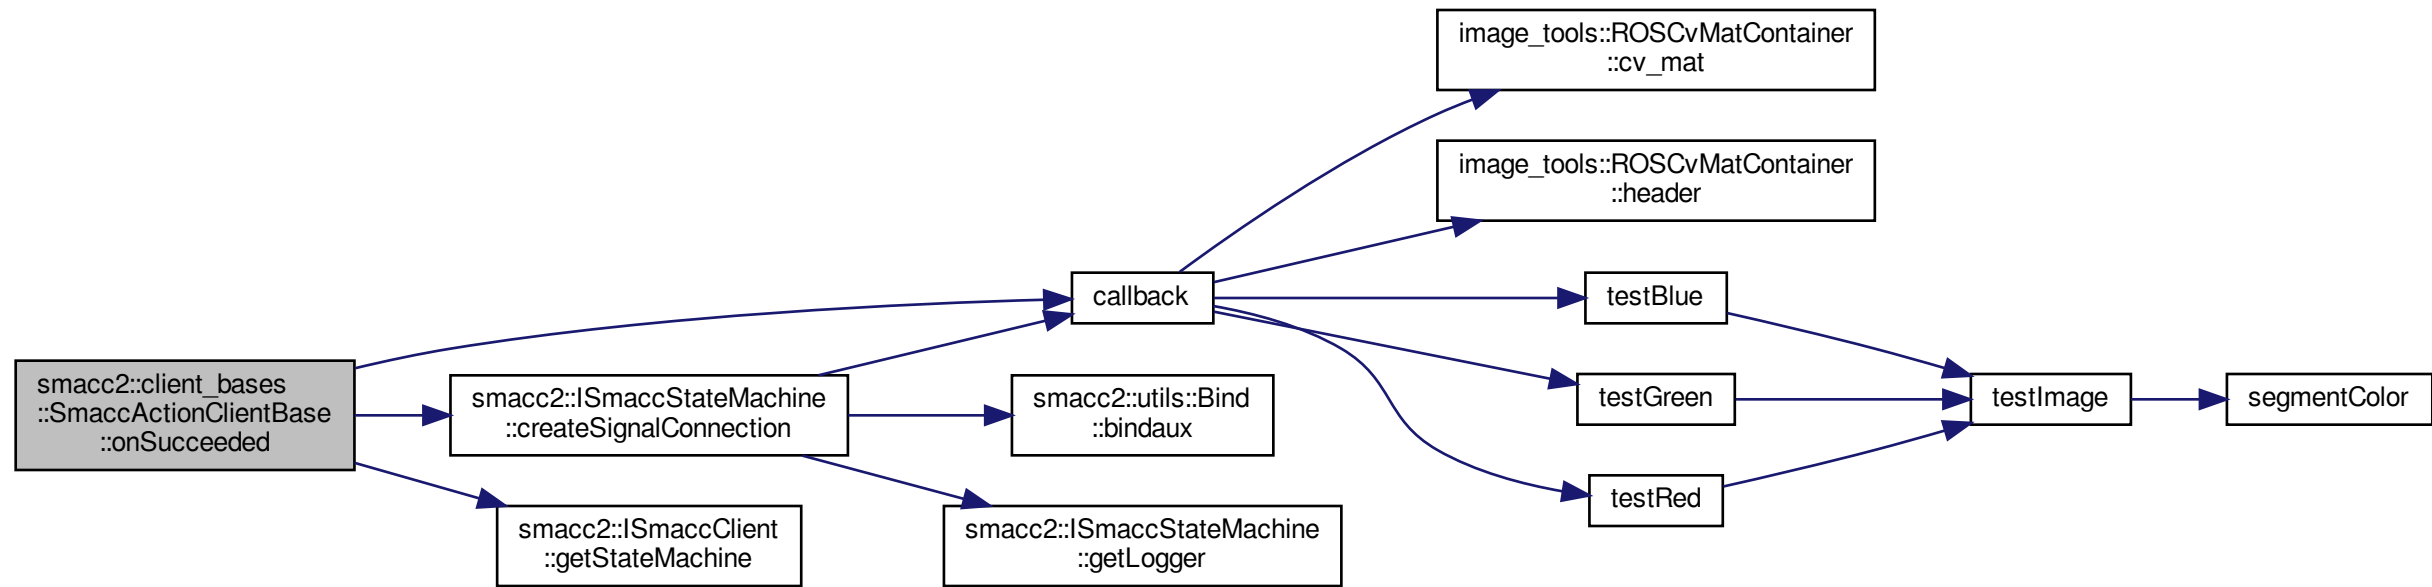 smacc2::client_bases
::SmaccActionClientBase
::onSucceeded
smacc2::ISmaccStateMachine
::createSignalConnection
smacc2::ISmaccClient
::getStateMachine
callback
smacc2::utils::Bind
::bindaux
smacc2::ISmaccStateMachine
::getLogger
image_tools::ROSCvMatContainer
::cv_mat
image_tools::ROSCvMatContainer
::header
testBlue
testGreen
testRed
testImage
segmentColor